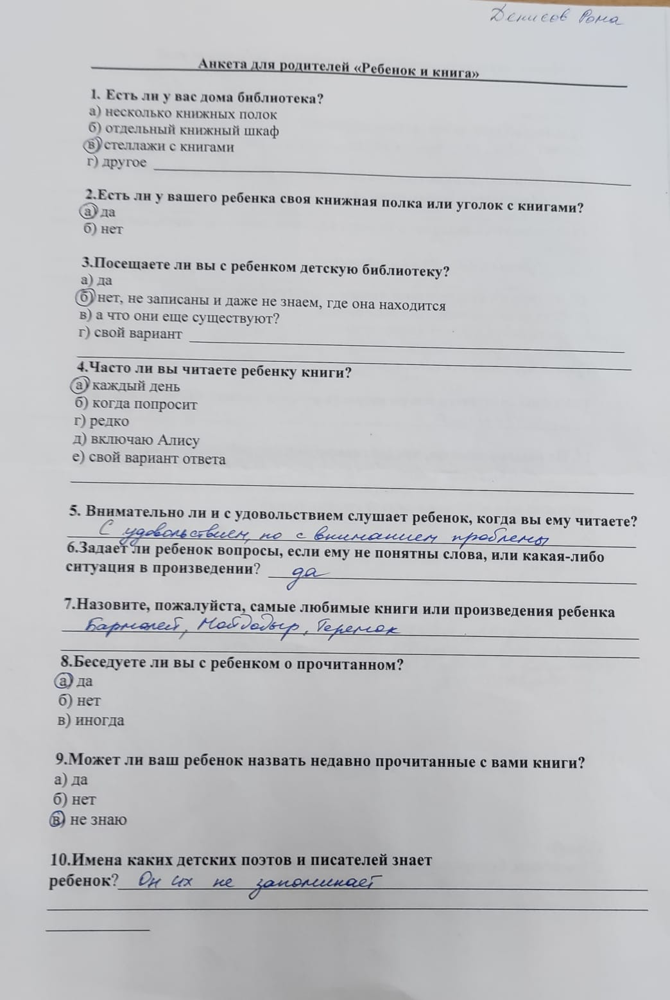 Денисов Рома
Анкета для родителей «Ребенок и книга»
1. Есть ли у вас дома библиотека?
а) несколько книжных полок
б) отдельный книжный шкаф
в) стеллажи с книгами
г) другое
2.Есть ли у вашего ребенка своя книжная полка или уголок с книгами?
а) да
б) нет
3.Посещаете ли вы с ребенком детскую библиотеку?
а) да
б) нет, не записаны и даже не знаем, где она находится
в) а что они еще существуют?
г) свой вариант
4.Часто ли вы читаете ребенку книги?
а) каждый день
б) когда попросит
г) редко
д) включаю Алису
е) свой вариант ответа
5. Внимательно ли и с удовольствием слушает ребенок, когда вы ему читаете?
С удовольствием, но с вниманием проблемы
6.Задает ли ребенок вопросы, если ему не понятны слова, или какая-либо
ситуация в произведении? да
7.Назовите, пожалуйста, самые любимые книги или произведения ребенка
Бармалей, Мойдодыр, Теремок
8.Беседуете ли вы с ребенком о прочитанном?
а) да
б) нет
в) иногда
9.Может ли ваш ребенок назвать недавно прочитанные с вами книги?
а) да
б) нет
в) не знаю
10.Имена каких детских поэтов и писателей знает
ребенок? Он их не запоминает